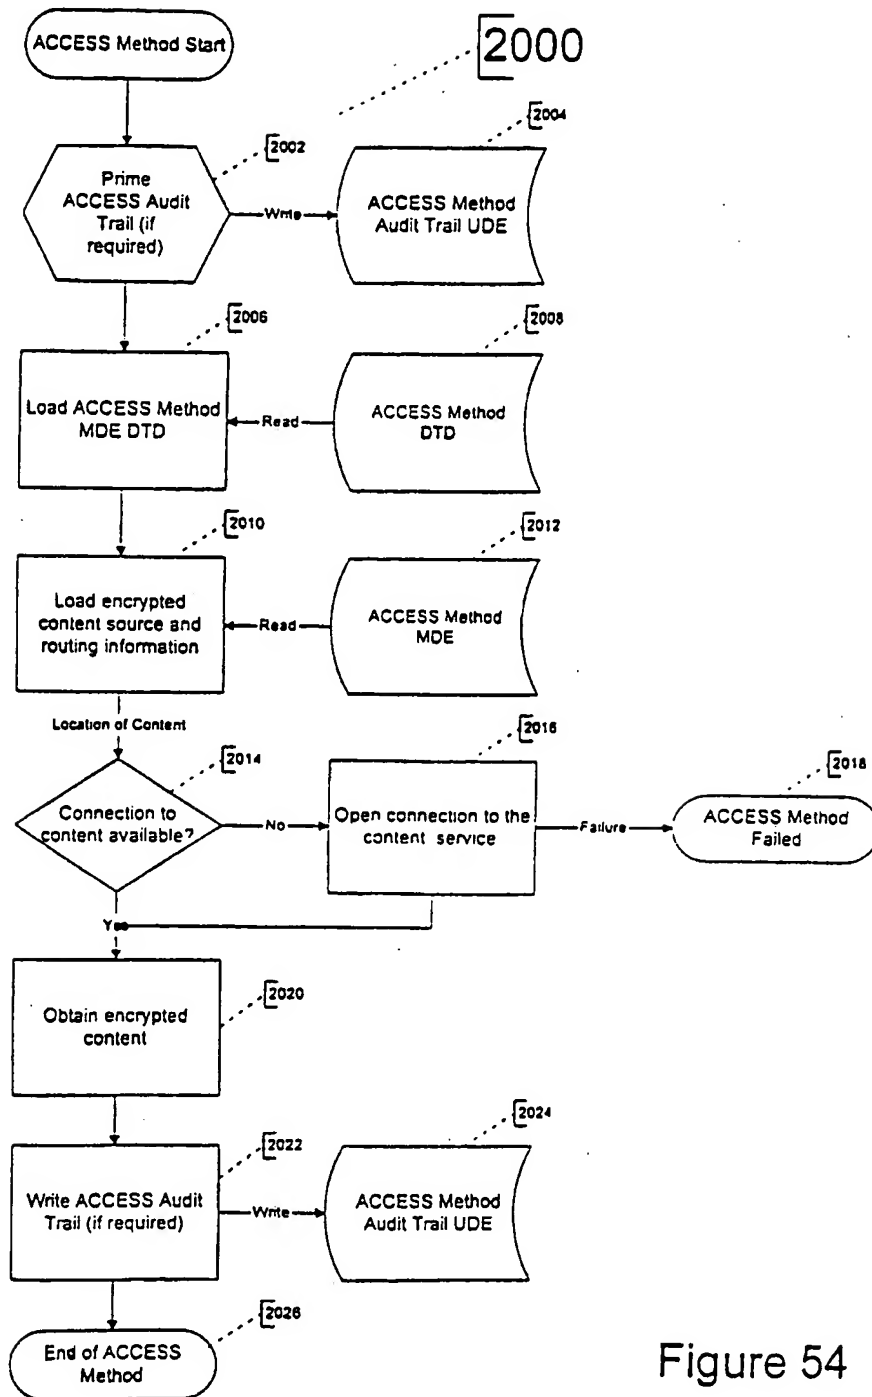 ACCESS Method Start
2000
2002
2004
Prime
ACCESS Audit
Trail (if
required)
Write
ACCESS Method
Audit Trail UDE
2006
2008
Load ACCESS Method
MDE DTD
Read
ACCESS Method
DTD
2010
2012
Load encrypted
content source and
routing information
Read
ACCESS Method
MDE
Location of Content
2014
2016
2018
Connection to
content available?
No
Open connection to the
content service
Failure
ACCESS Method
Failed
Y
2020
Obtain encrypted
content
2022
2024
Write ACCESS Audit
Trail (if required)
Write
ACCESS Method
Audit Trail UDE
2026
End of ACCESS
Method
Figure 54